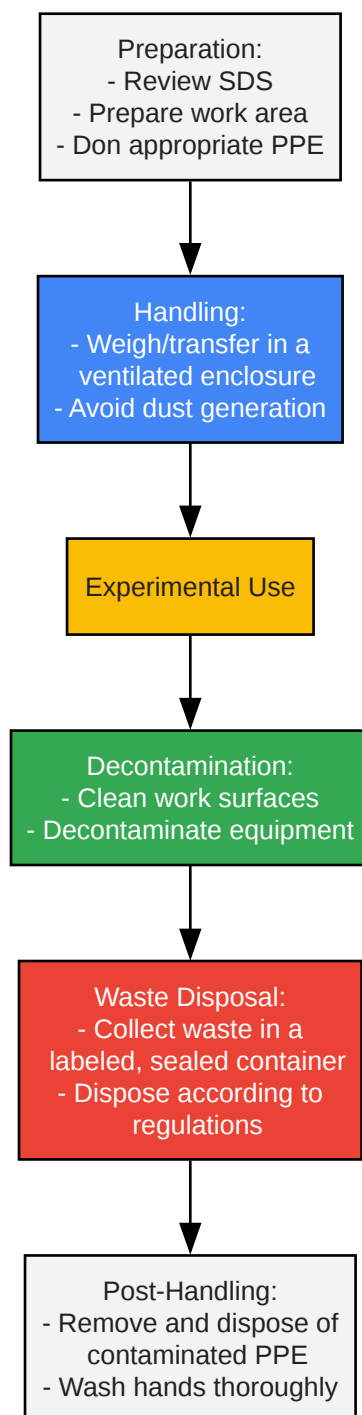 Preparation:
- Review SDS
- Prepare work area
- Don appropriate PPE
Handling:
- Weigh/transfer in a
ventilated enclosure
- Avoid dust generation
Experimental Use
Decontamination:
- Clean work surfaces
- Decontaminate equipment
Waste Disposal:
- Collect waste in a
labeled, sealed container
- Dispose according to
regulations
Post-Handling:
- Remove and dispose of
contaminated PPE
- Wash hands thoroughly